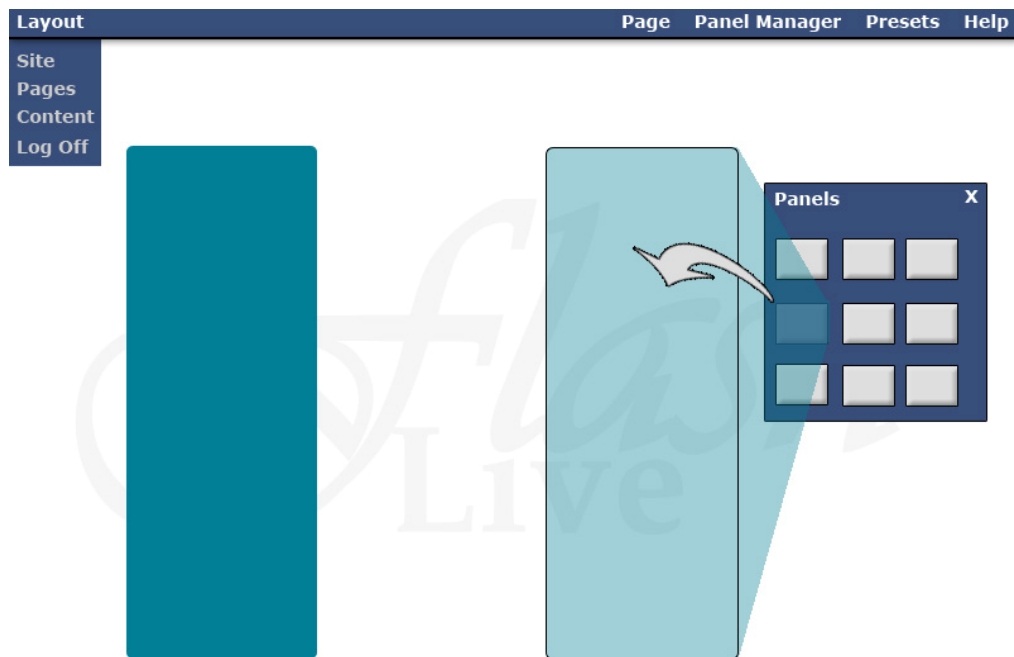 Layout Page Panel Manager Presets Help
Site
Pages
Content
Log Off
Panels X
flash
Live